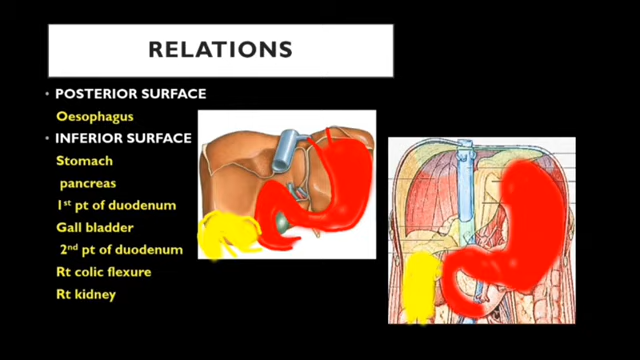 RELATIONS
• POSTERIOR SURFACE
Oesophagus
• INFERIOR SURFACE
Stomach
pancreas
1st pt of duodenum
Gall bladder
2nd pt of duodenum
Rt colic flexure
Rt kidney